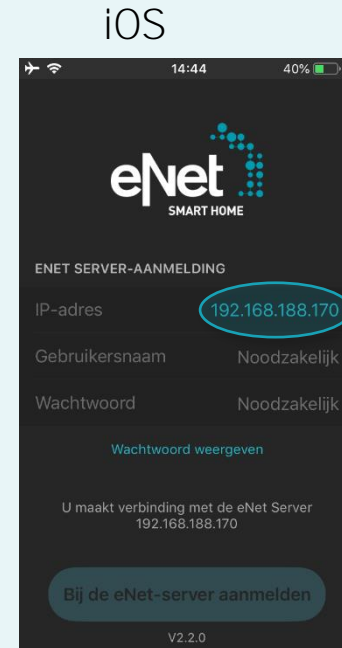 iOS
14:44 40%
eNet
SMART HOME
ENET SERVER-AANMELDING
IP-adres 192.168.188.170
Gebruikersnaam Noodzakelijk
Wachtwoord Noodzakelijk
Wachtwoord weergeven
U maakt verbinding met de eNet Server
192.168.188.170
Bij de eNet-server aanmelden
V2.2.0